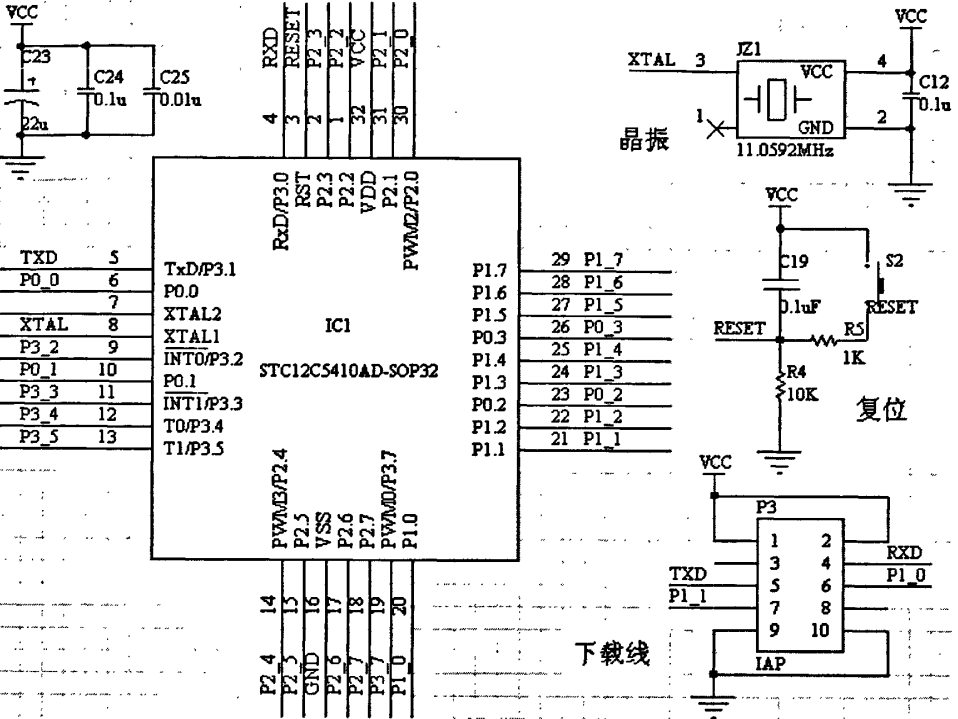 VCC
C23
+
22u
C24
0.1u
C25
0.01u
RXD
RESET
P2_3
P2_2
VCC
P2_1
P2_0
4
3
2
1
32
31
30
RxD/P3.0
RST
P2.3
P2.2
VDD
P2.1
PWM2/P2.0
TXD 5 TxD/P3.1
P0_0 6 P0.0
7 XTAL2
XTAL 8 XTAL1
P3_2 9 INT0/P3.2
P0_1 10 P0.1
P3_3 11 INT1/P3.3
P3_4 12 T0/P3.4
P3_5 13 T1/P3.5
IC1
STC12C5410AD-SOP32
P1.7 29 P1_7
P1.6 28 P1_6
P1.5 27 P1_5
P0.3 26 P0_3
P1.4 25 P1_4
P1.3 24 P1_3
P0.2 23 P0_2
P1.2 22 P1_2
P1.1 21 P1_1
PWM3/P2.4
P2.5
VSS
P2.6
P2.7
PWM0/P3.7
P1.0
14
15
16
17
18
19
20
P2_4
P2_5
GND
P2_6
P2_7
P3_7
P1_0
VCC
JZ1
XTAL 3
VCC 4
C12
0.1u
1
GND 2
11.0592MHz
晶振
VCC
C19
0.1uF
S2
RESET
RESET
R5
1K
R4
10K
复位
VCC
P3
1 2
3 4 RXD
TXD 5 6 P1_0
P1_1 7 8
9 10
IAP
下载线